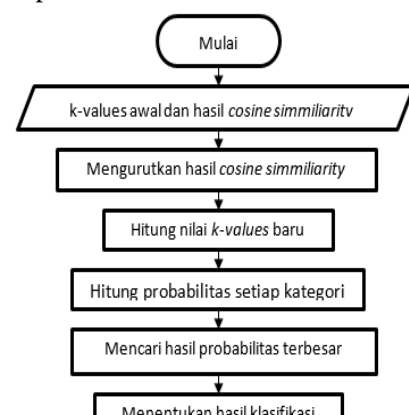 Mulai
k-values awal dan hasil cosine simmiliarity
Mengurutkan hasil cosine simmiliarity
Hitung nilai k-values baru
Hitung probabilitas setiap kategori
Mencari hasil probabilitas terbesar
Menentukan hasil klasifikasi